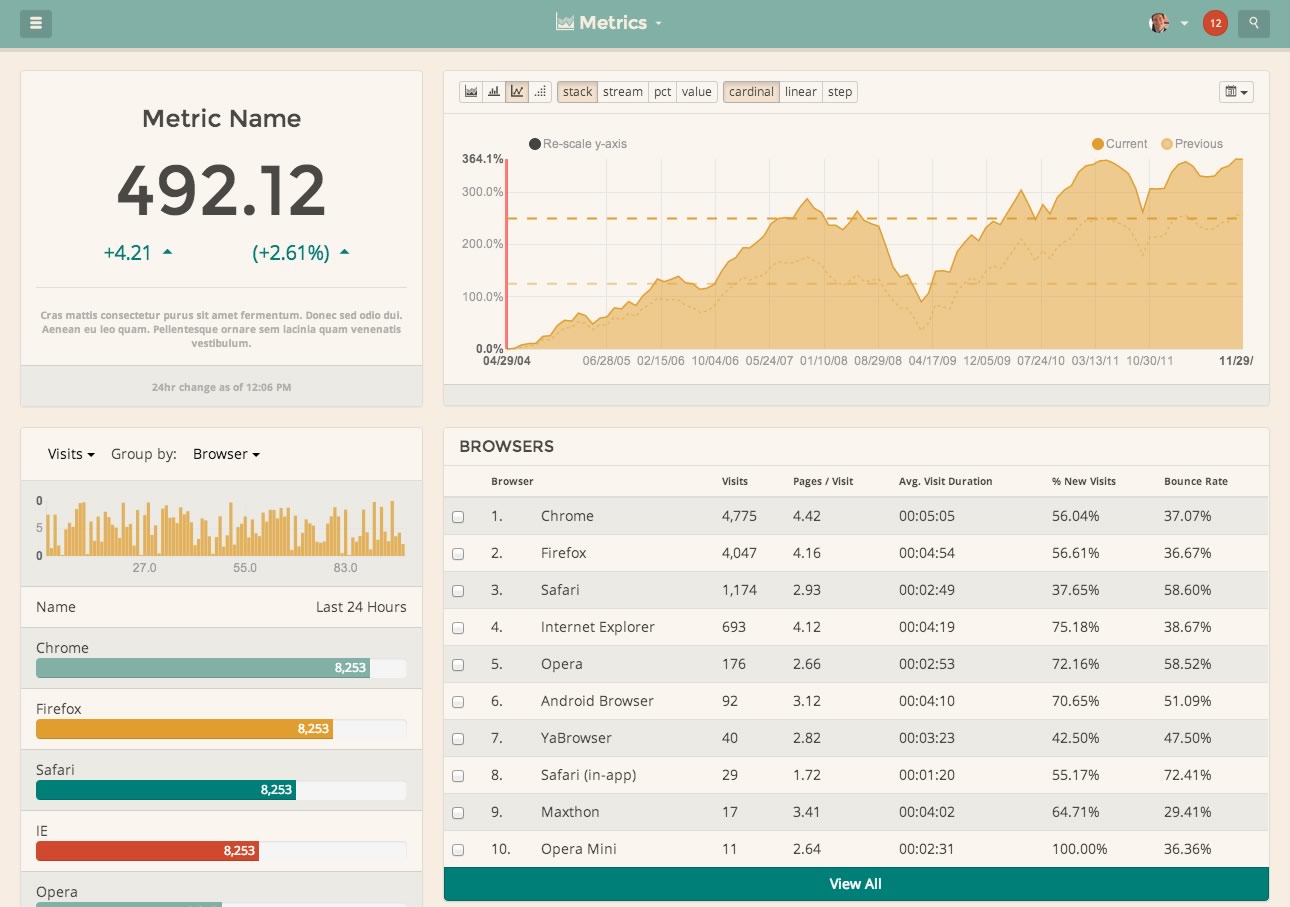 Metrics
12
Metric Name
492.12
+4.21 (+2.61%)
Cras mattis consectetur purus sit amet fermentum. Donec sed odio dui.
Aenean eu leo quam. Pellentesque ornare sem lacinia quam venenatis
vestibulum.
24hr change as of 12:06 PM
stack stream pct value cardinal linear step
Re-scale y-axis Current Previous
364.1%
300.0%
200.0%
100.0%
0.0%
04/29/04 06/28/05 02/15/06 10/04/06 05/24/07 01/10/08 08/29/08 04/17/09 12/05/09 07/24/10 03/13/11 10/30/11 11/29/
Visits Group by: Browser
0
5
0
27.0 55.0 83.0
Name Last 24 Hours
Chrome
8,253
Firefox
8,253
Safari
8,253
IE
8,253
Opera
BROWSERS
Browser Visits Pages / Visit Avg. Visit Duration % New Visits Bounce Rate
1. Chrome 4,775 4.42 00:05:05 56.04% 37.07%
2. Firefox 4,047 4.16 00:04:54 56.61% 36.67%
3. Safari 1,174 2.93 00:02:49 37.65% 58.60%
4. Internet Explorer 693 4.12 00:04:19 75.18% 38.67%
5. Opera 176 2.66 00:02:53 72.16% 58.52%
6. Android Browser 92 3.12 00:04:10 70.65% 51.09%
7. YaBrowser 40 2.82 00:03:23 42.50% 47.50%
8. Safari (in-app) 29 1.72 00:01:20 55.17% 72.41%
9. Maxthon 17 3.41 00:04:02 64.71% 29.41%
10. Opera Mini 11 2.64 00:02:31 100.00% 36.36%
View All